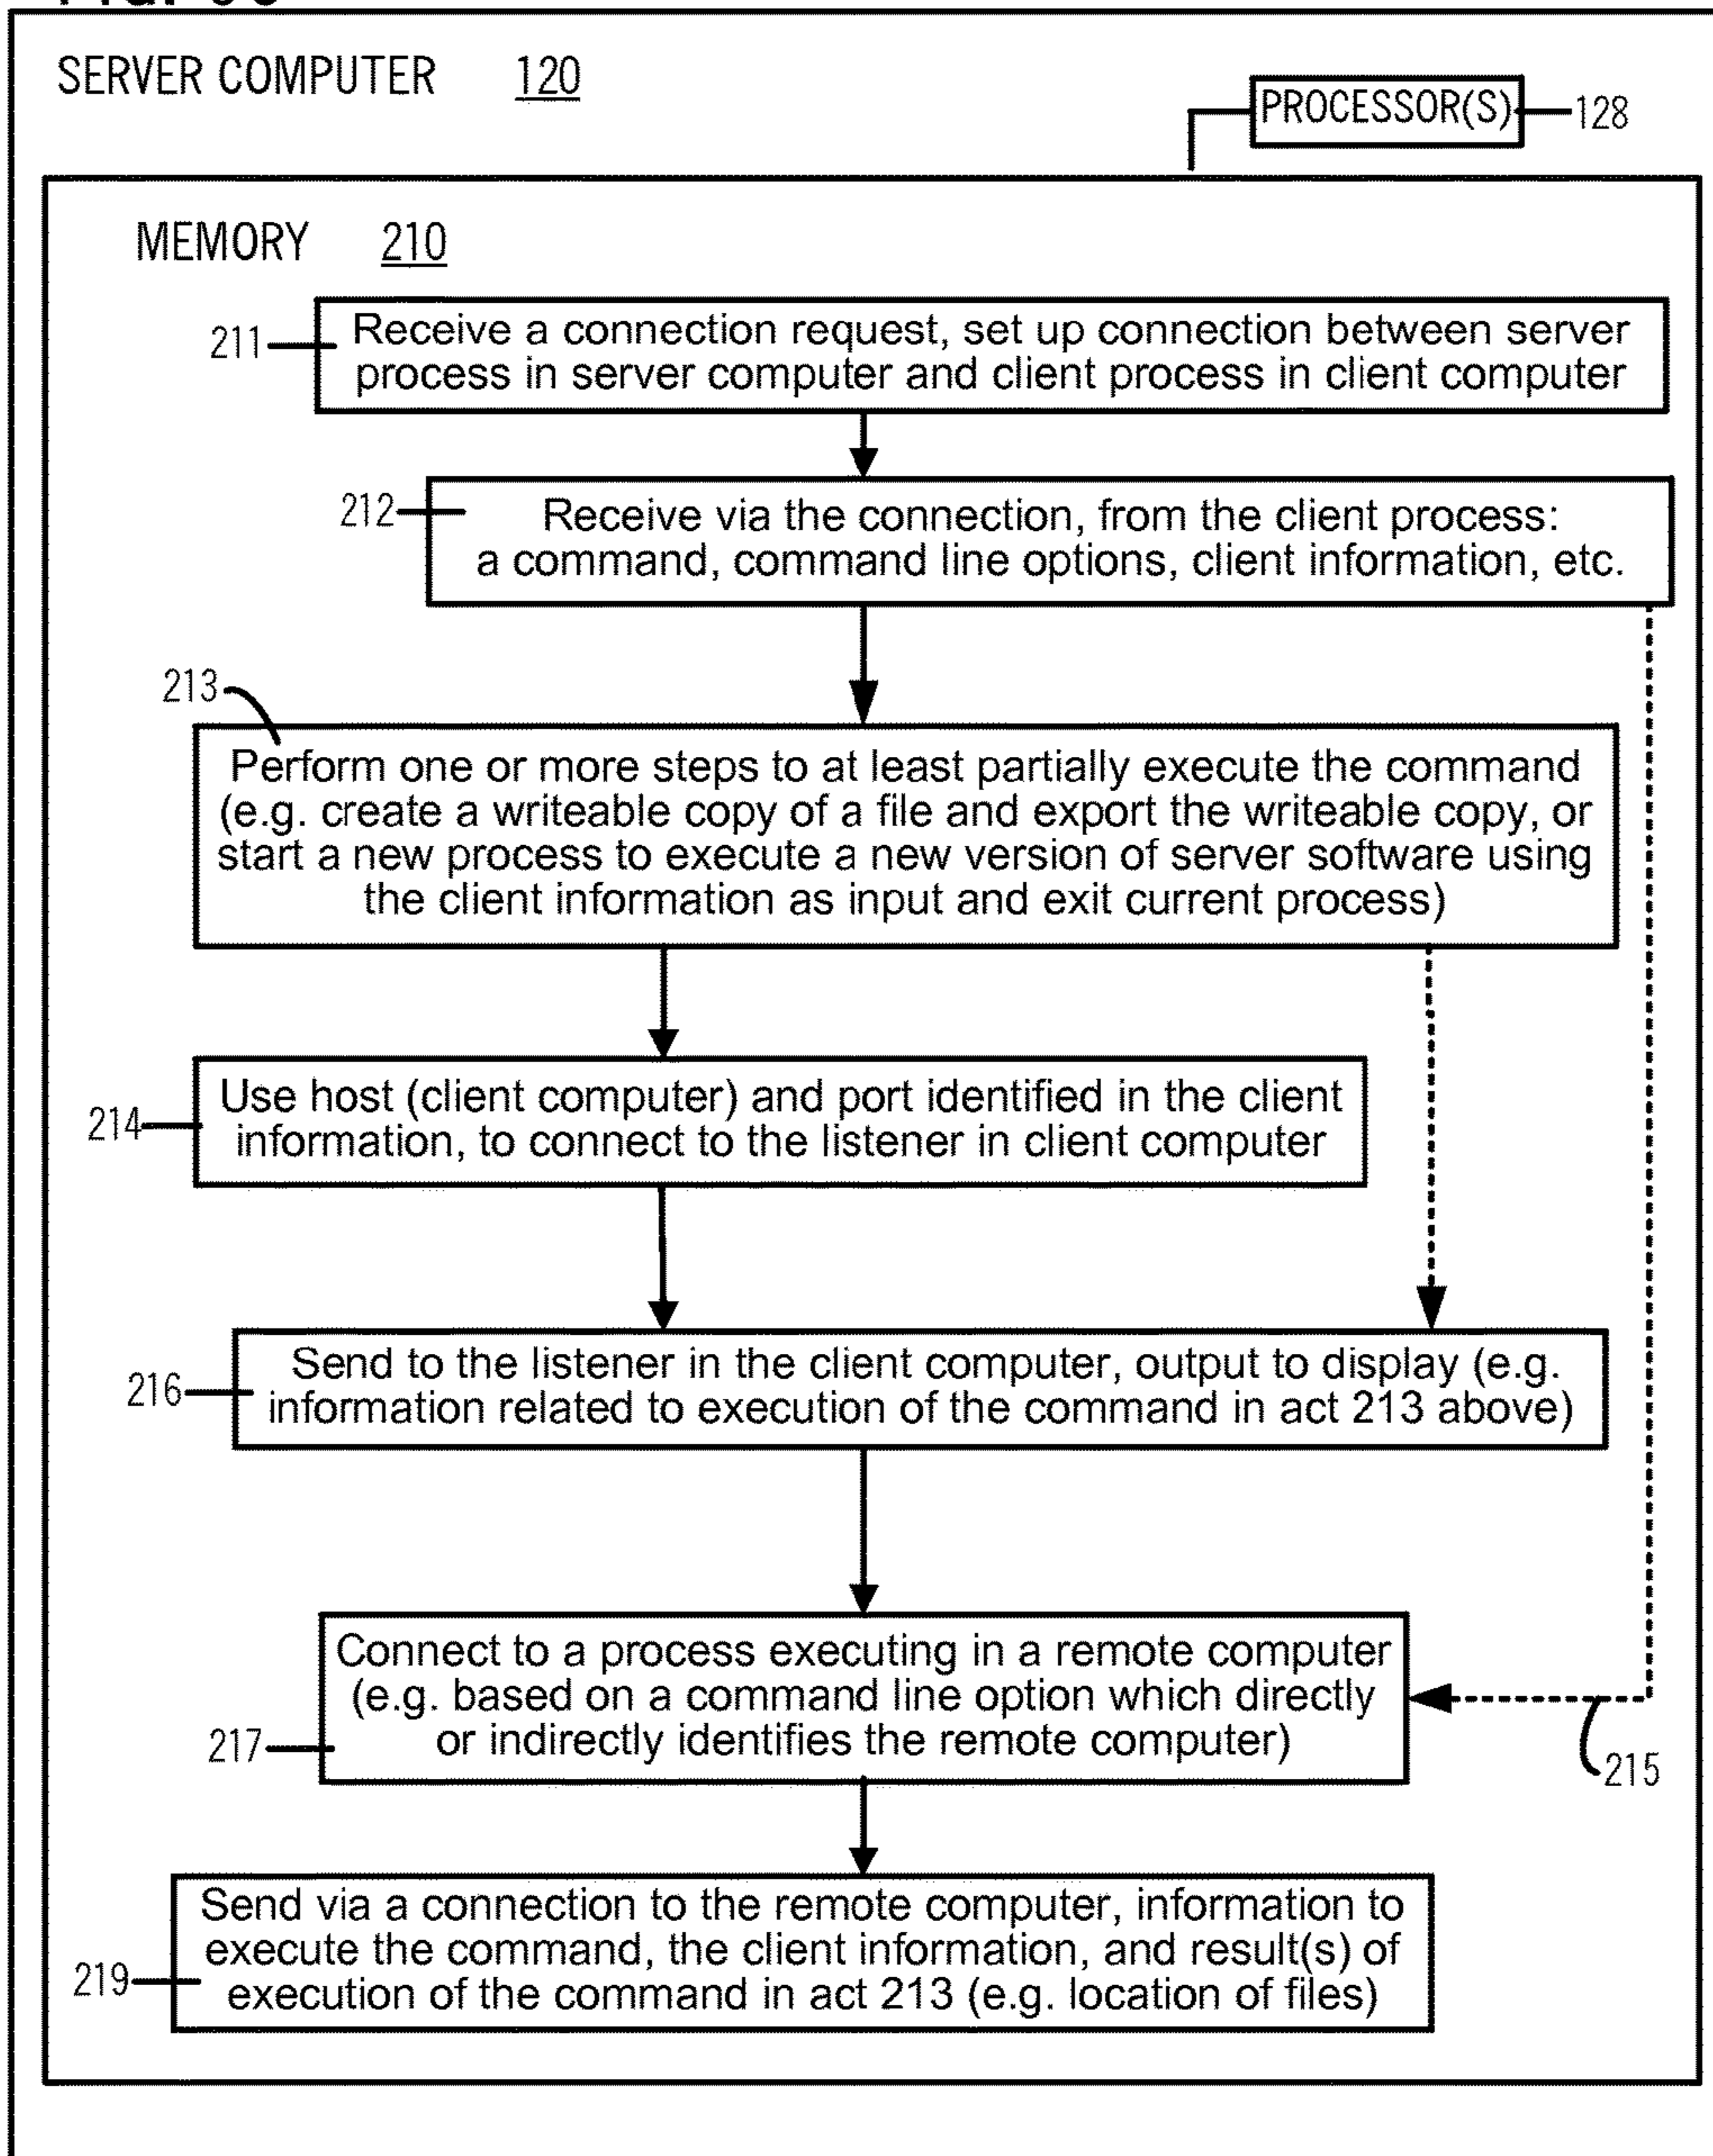 SERVER COMPUTER 120
PROCESSOR(S) 128
MEMORY 210
211
Receive a connection request, set up connection between server
process in server computer and client process in client computer
212
Receive via the connection, from the client process:
a command, command line options, client information, etc.
213
Perform one or more steps to at least partially execute the command
(e.g. create a writeable copy of a file and export the writeable copy, or
start a new process to execute a new version of server software using
the client information as input and exit current process)
214
Use host (client computer) and port identified in the client
information, to connect to the listener in client computer
216
Send to the listener in the client computer, output to display (e.g.
information related to execution of the command in act 213 above)
217
Connect to a process executing in a remote computer
(e.g. based on a command line option which directly
or indirectly identifies the remote computer)
215
219
Send via a connection to the remote computer, information to
execute the command, the client information, and result(s) of
execution of the command in act 213 (e.g. location of files)